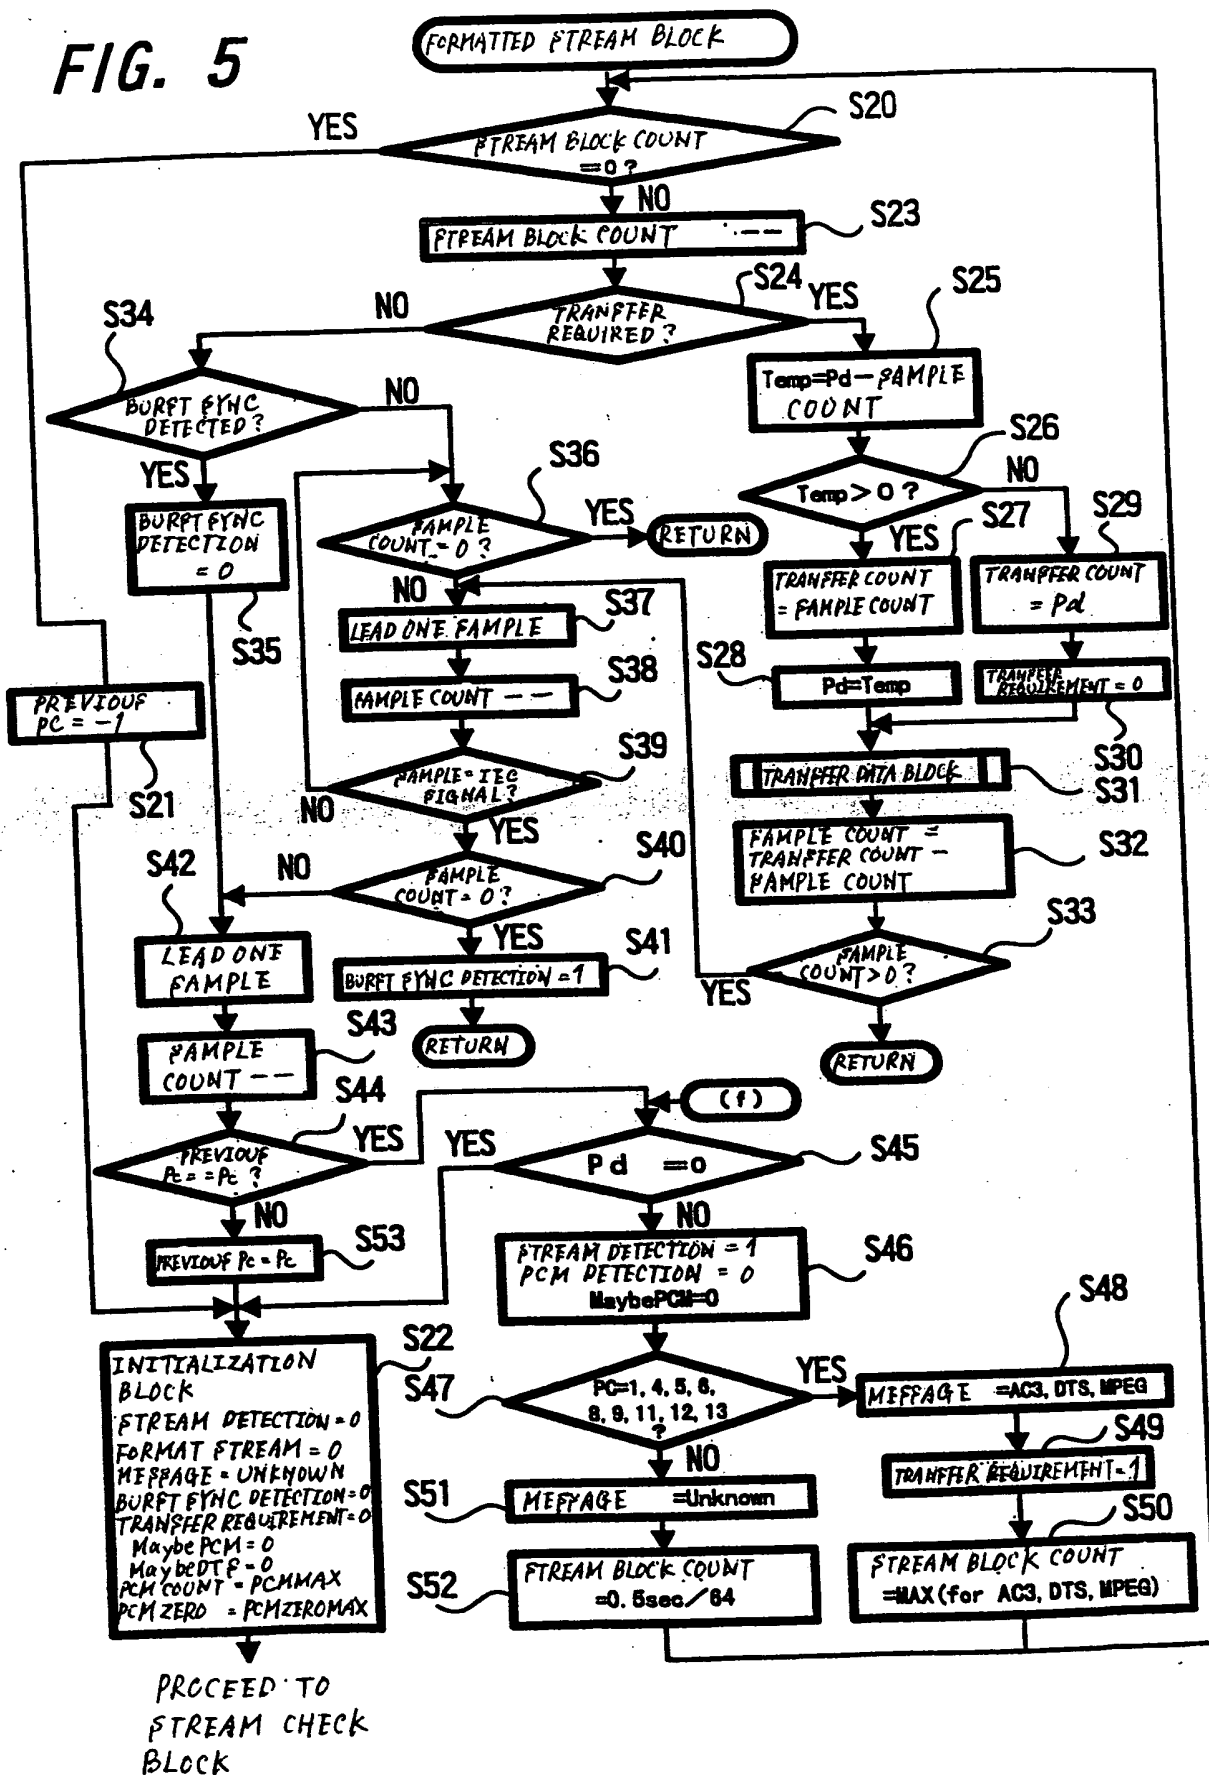 FIG. 5
FORMATTED STREAM BLOCK
S20
YES
STREAM BLOCK COUNT
==0?
NO
S23
STREAM BLOCK COUNT --
S24
NO
YES
TRANSFER
REQUIRED?
S25
Temp=Pd-SAMPLE
COUNT
S34
BURST SYNC
DETECTED?
NO
YES
S26
Temp>0?
NO
YES
S36
SAMPLE
COUNT=0?
YES
RETURN
NO
S27
TRANSFER COUNT
=SAMPLE COUNT
S29
TRANSFER COUNT
= Pd
BURST SYNC
DETECTION
= 0
S35
S37
LEAD ONE SAMPLE
S28
Pd=Temp
TRANSFER
REQUIREMENT=0
S30
S38
SAMPLE COUNT --
PREVIOUS
PC=-1
S21
S39
SAMPLE=IEC
SIGNAL?
NO
YES
TRANSFER DATA BLOCK
S31
S32
SAMPLE COUNT =
TRANSFER COUNT -
SAMPLE COUNT
S40
SAMPLE
COUNT=0?
NO
YES
S42
LEAD ONE
SAMPLE
S41
BURST SYNC DETECTION=1
RETURN
S33
SAMPLE
COUNT>0?
YES
RETURN
S43
SAMPLE
COUNT --
S44
PREVIOUS
Pc==Pc?
YES
NO
(f)
S45
Pd ==0
YES
NO
S53
PREVIOUS Pc=Pc
S46
STREAM DETECTION=1
PCM DETECTION = 0
MaybePCM=0
S22
INITIALIZATION
BLOCK
STREAM DETECTION=0
FORMAT STREAM=0
MESSAGE=UNKNOWN
BURST SYNC DETECTION=0
TRANSFER REQUIREMENT=0
MaybePCM=0
MaybeDTS=0
PCM COUNT=PCMMAX
PCM ZERO =PCMZEROMAX
S47
PC=1, 4, 5, 6,
8, 9, 11, 12, 13
?
YES
NO
S48
MESSAGE =AC3, DTS, MPEG
S49
TRANSFER REQUIREMENT=1
S50
STREAM BLOCK COUNT
=MAX(for AC3, DTS, MPEG)
S51
MESSAGE =Unknown
S52
STREAM BLOCK COUNT
=0.5sec/64
PROCEED TO
STREAM CHECK
BLOCK